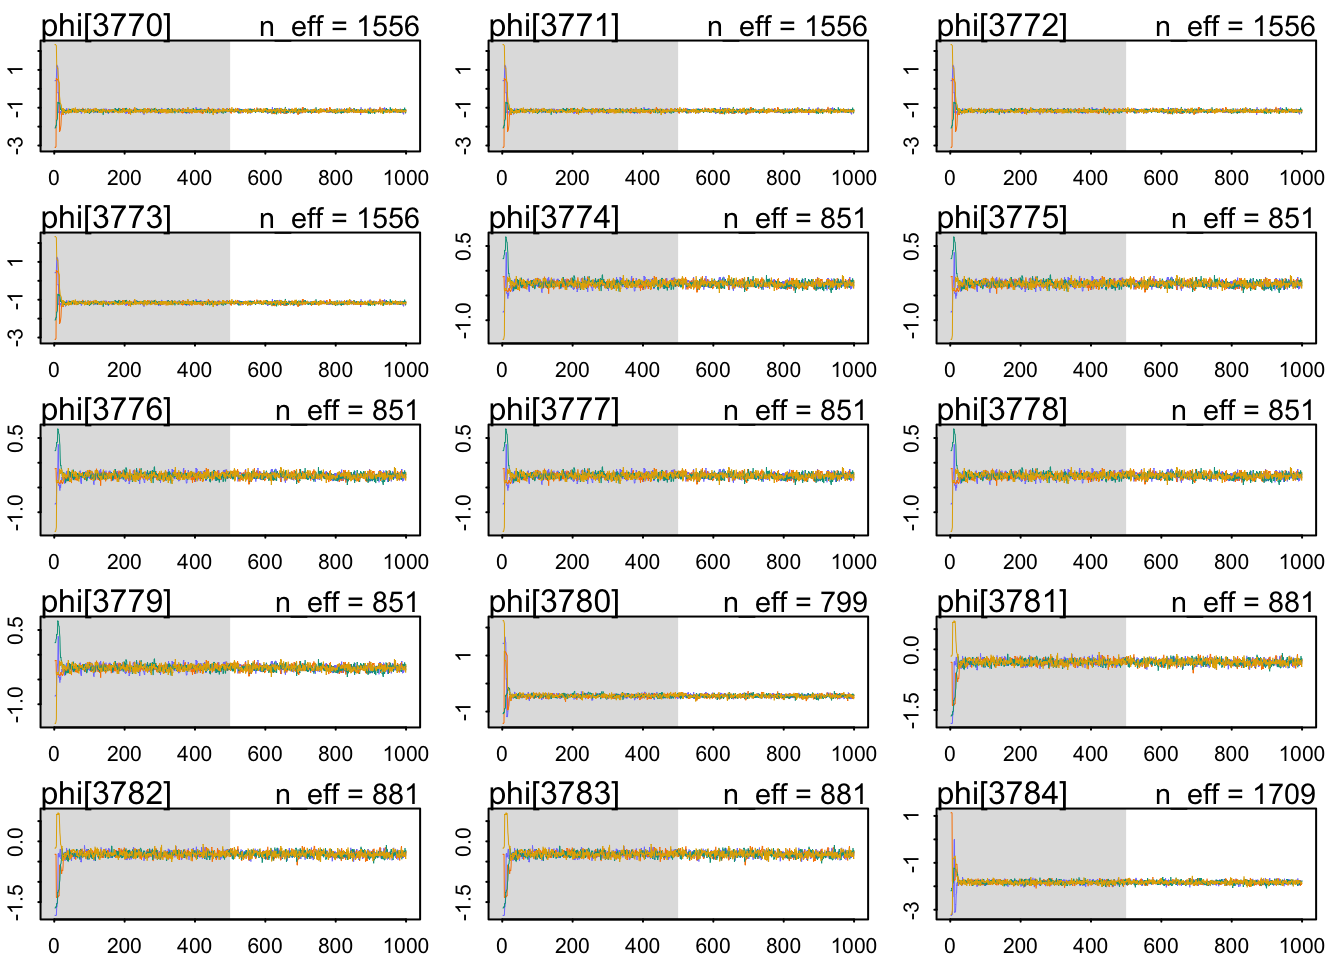 phi[3770] n_eff = 1556 phi[3771] n_eff = 1556 phi[3772] n_eff = 1556
1 1 1
-1 -1 -1
-3 -3 -3
0 200 400 600 800 1000 0 200 400 600 800 1000 0 200 400 600 800 1000
phi[3773] n_eff = 1556 phi[3774] n_eff = 851 phi[3775] n_eff = 851
1 0.5 0.5
-1
-3 -1.0 -1.0
0 200 400 600 800 1000 0 200 400 600 800 1000 0 200 400 600 800 1000
phi[3776] n_eff = 851 phi[3777] n_eff = 851 phi[3778] n_eff = 851
0.5 0.5 0.5
-1.0 -1.0 -1.0
0 200 400 600 800 1000 0 200 400 600 800 1000 0 200 400 600 800 1000
phi[3779] n_eff = 851 phi[3780] n_eff = 799 phi[3781] n_eff = 881
0.5 1 0.0
-1.0 -1 -1.5
0 200 400 600 800 1000 0 200 400 600 800 1000 0 200 400 600 800 1000
phi[3782] n_eff = 881 phi[3783] n_eff = 881 phi[3784] n_eff = 1709
0.0 0.0 1
-1
-1.5 -1.5 -3
0 200 400 600 800 1000 0 200 400 600 800 1000 0 200 400 600 800 1000